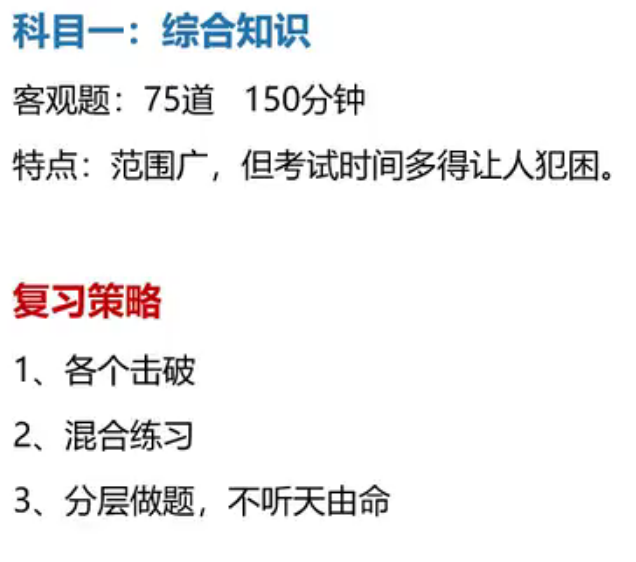 科目一：综合知识
客观题：75道 150分钟
特点：范围广，但考试时间多得让人犯困。
复习策略
1、各个击破
2、混合练习
3、分层做题，不听天由命